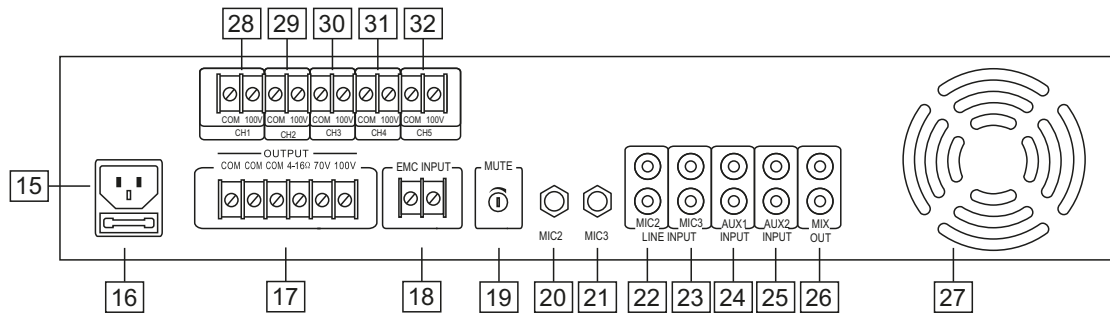 28 29 30 31 32
COM 100V COM 100V COM 100V COM 100V COM 100V
CH1 CH2 CH3 CH4 CH5
OUTPUT
COM COM COM 4-16Ω 70V 100V
EMC INPUT
MUTE
15
MIC2 MIC3
MIC2 MIC3 AUX1 AUX2 MIX
LINE INPUT INPUT INPUT OUT
16 17 18 19 20 21 22 23 24 25 26 27